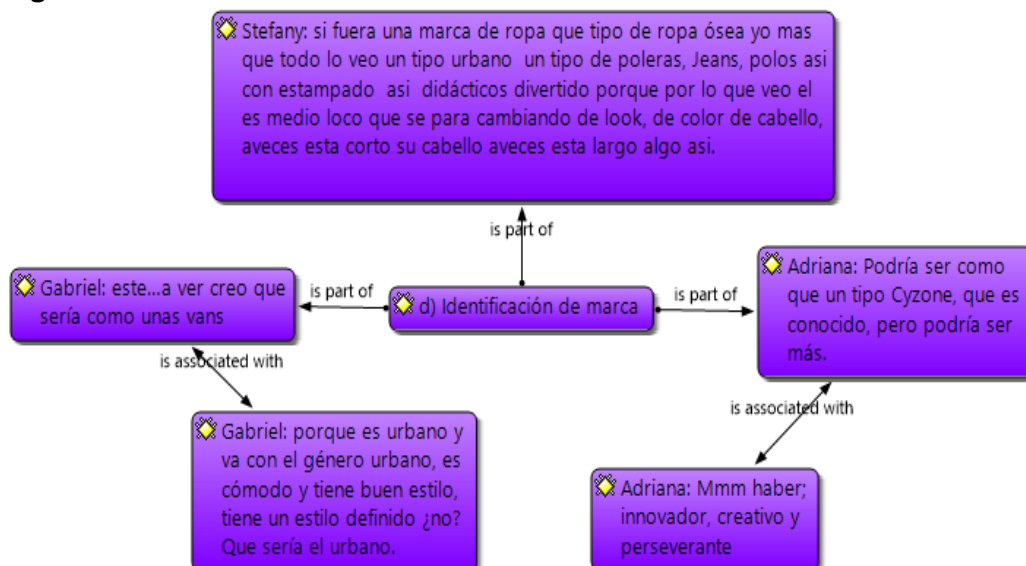 Stefany: si fuera una marca de ropa que tipo de ropa ósea yo mas
que todo lo veo un tipo urbano un tipo de poleras, Jeans, polos asi
con estampado asi didácticos divertido porque por lo que veo el
es medio loco que se para cambiando de look, de color de cabello,
aveces esta corto su cabello aveces esta largo algo asi.
is part of
Gabriel: este...a ver creo que
sería como unas vans
is part of
d) Identificación de marca
is part of
Adriana: Podría ser como
que un tipo Cyzone, que es
conocido, pero podría ser
más.
is associated with
is associated with
Gabriel: porque es urbano y
va con el género urbano, es
cómodo y tiene buen estilo,
tiene un estilo definido ¿no?
Que sería el urbano.
Adriana: Mmm haber;
innovador, creativo y
perseverante